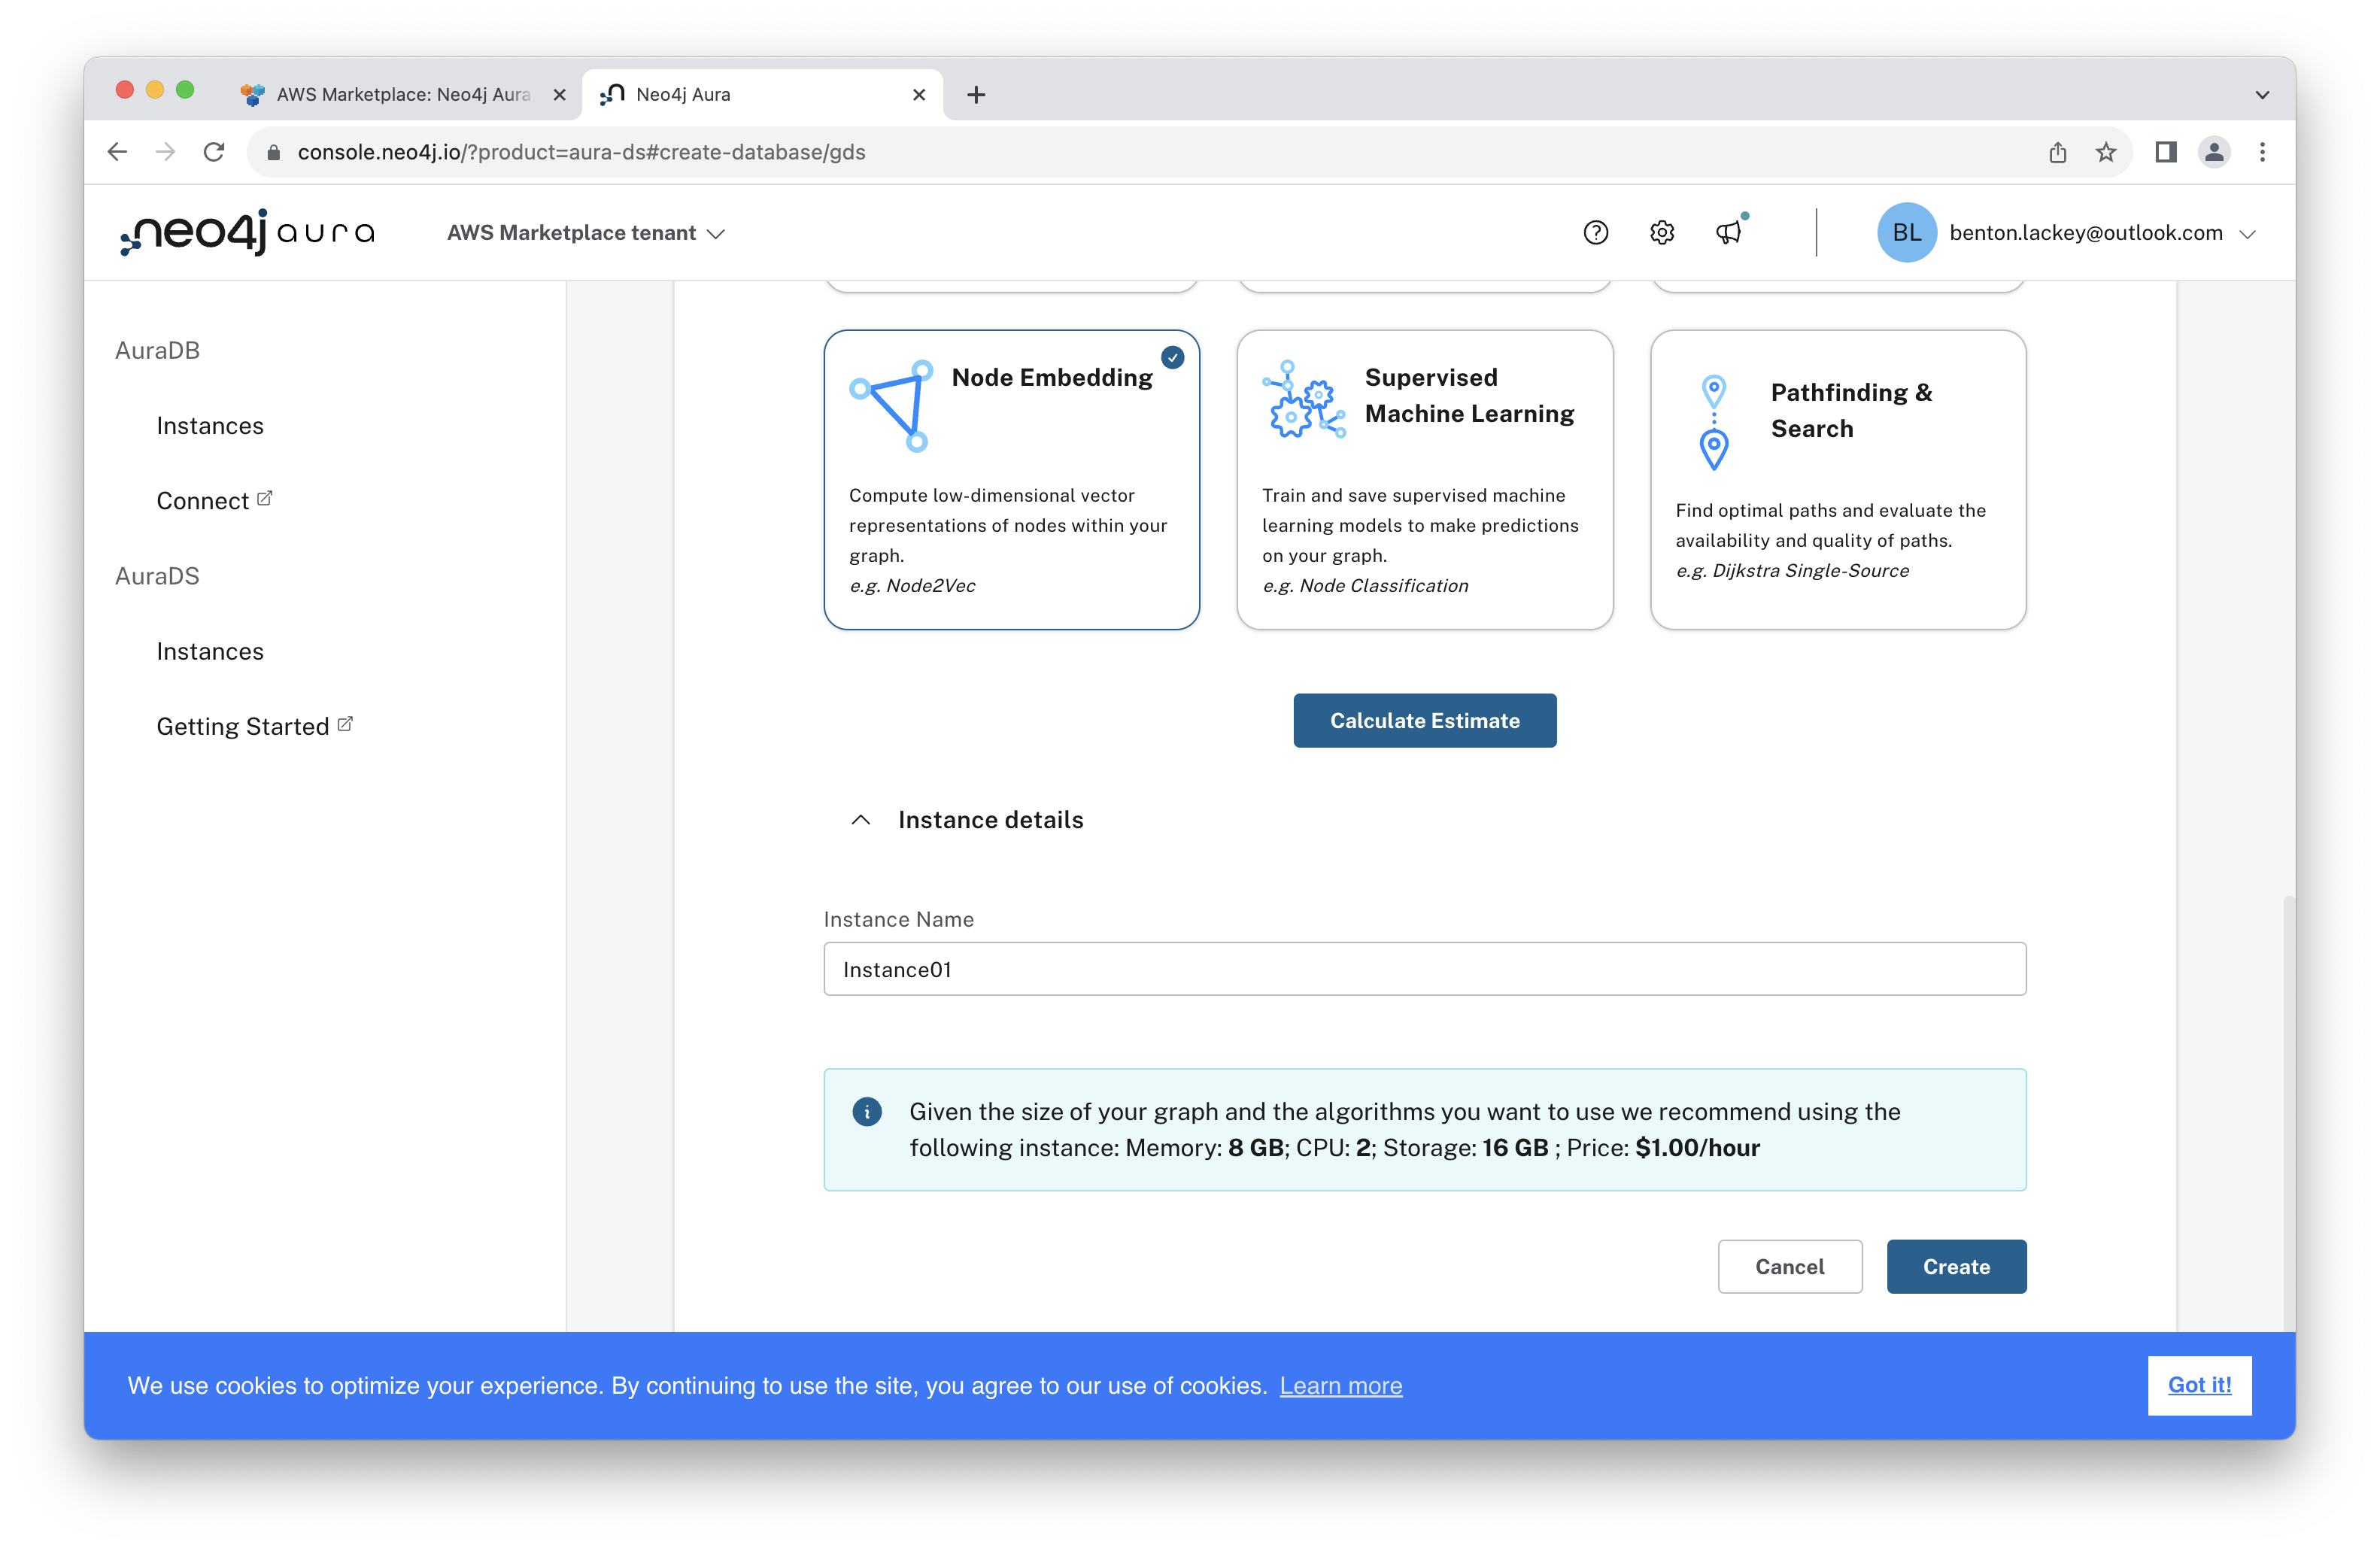 AWS Marketplace: Neo4j Aura
Neo4j Aura
console.neo4j.io/?product=aura-ds#create-database/gds
neo4j aura
AWS Marketplace tenant
BL
benton.lackey@outlook.com
AuraDB
Instances
Connect
AuraDS
Instances
Getting Started
Node Embedding
Compute low-dimensional vector
representations of nodes within your
graph.
e.g. Node2Vec
Supervised
Machine Learning
Train and save supervised machine
learning models to make predictions
on your graph.
e.g. Node Classification
Pathfinding &
Search
Find optimal paths and evaluate the
availability and quality of paths.
e.g. Dijkstra Single-Source
Calculate Estimate
Instance details
Instance Name
Instance01
Given the size of your graph and the algorithms you want to use we recommend using the
following instance: Memory: 8 GB; CPU: 2; Storage: 16 GB ; Price: $1.00/hour
Cancel
Create
We use cookies to optimize your experience. By continuing to use the site, you agree to our use of cookies. Learn more
Got it!